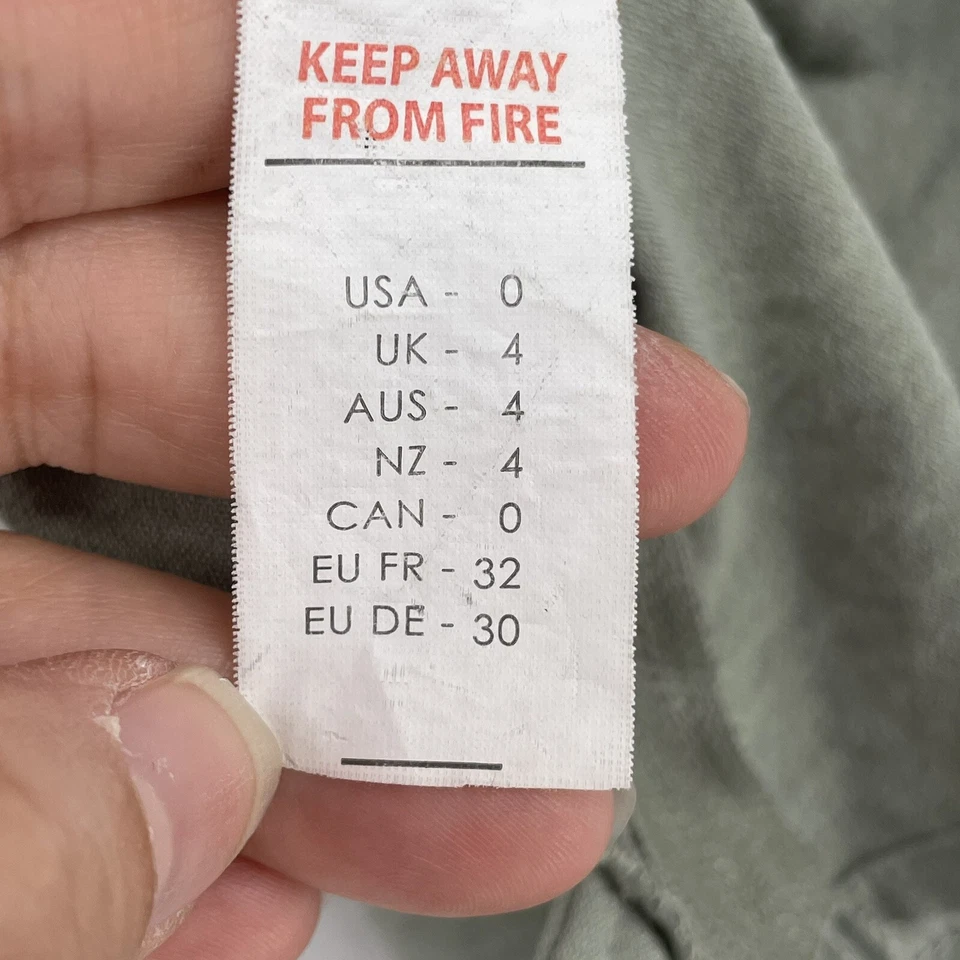 KEEP AWAY
FROM FIRE
USA - 0
UK - 4
AUS - 4
NZ - 4
CAN - 0
EU FR - 32
EU DE - 30